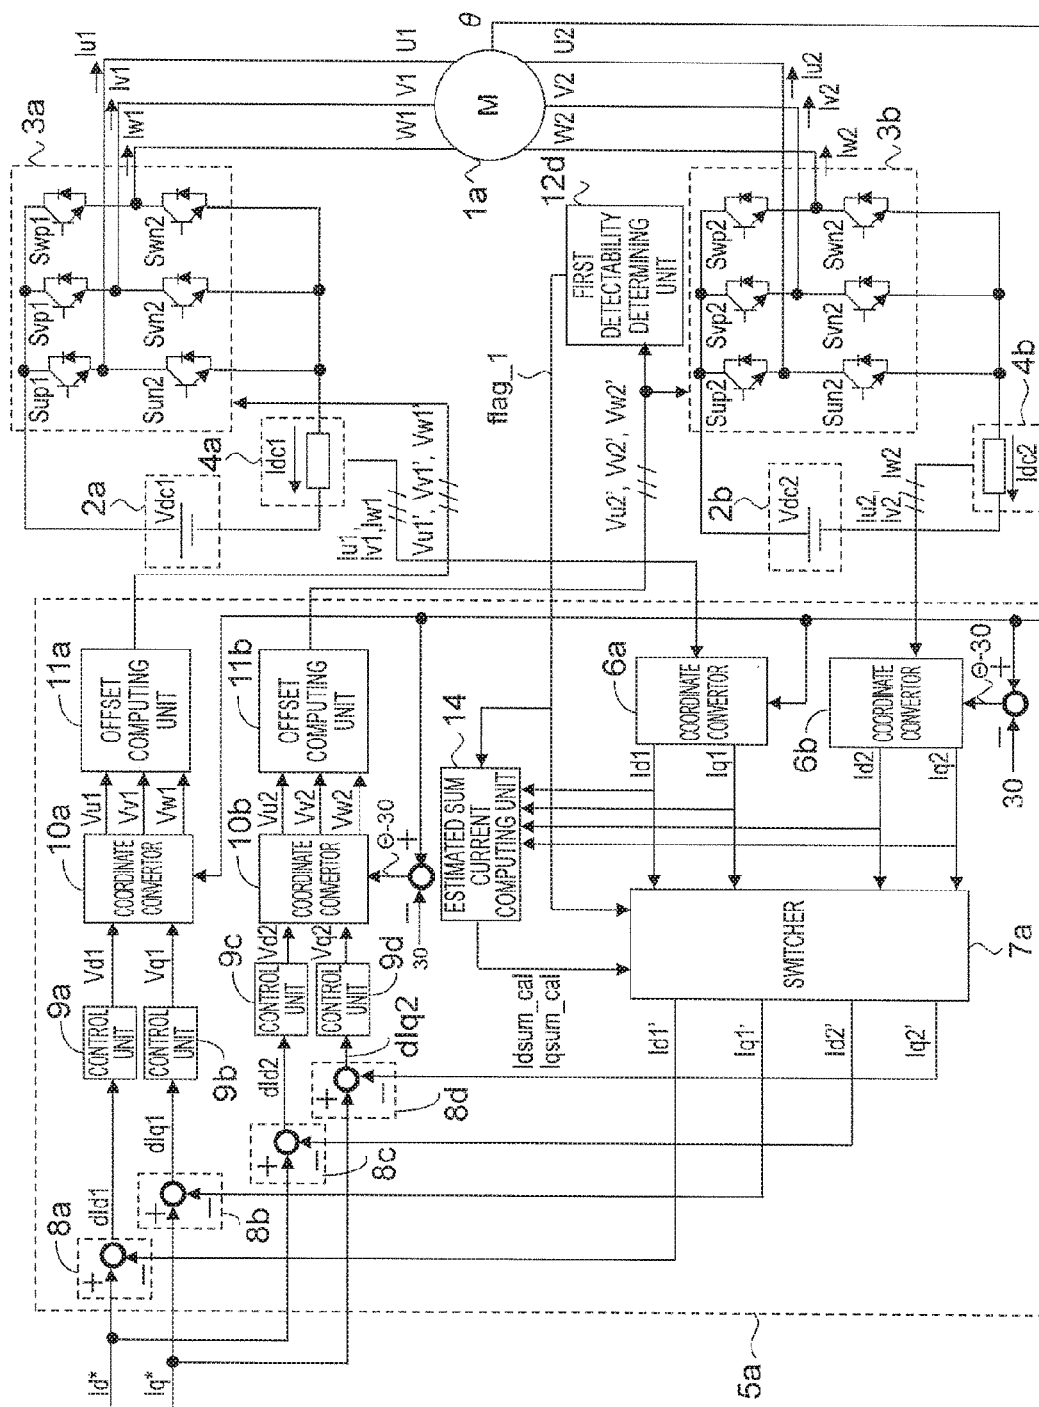 Id*
Iq*
5a
8a
dId1
8b
dIq1
8c
dId2
8d
dIq2
9a
CONTROL
UNIT
9b
CONTROL
UNIT
9c
CONTROL
UNIT
9d
CONTROL
UNIT
Vd1
Vq1
Vd2
Vq2
10a
COORDINATE
CONVERTOR
10b
COORDINATE
CONVERTOR
Θ-30
30
Vu1
Vv1
Vw1
Vu2
Vv2
Vw2
11a
OFFSET
COMPUTING
UNIT
11b
OFFSET
COMPUTING
UNIT
14
ESTIMATED SUM
CURRENT
COMPUTING UNIT
Idsum_cal
Iqsum_cal
Id1'
Iq1'
Id2'
Iq2'
SWITCHER
7a
Id1
Iq1
Id2
Iq2
6a
COORDINATE
CONVERTOR
6b
COORDINATE
CONVERTOR
Θ-30
30
2a
Vdc1
4a
Idc1
Iu1,
Iv1,Iw1
Vu1', Vv1', Vw1'
Vu2', Vv2', Vw2'
flag_1
2b
Vdc2
Iu2,
Iv2,
Iw2
4b
Idc2
3a
Sup1
Svp1
Swp1
Sun2
Svn2
Swn2
12d
FIRST
DETECTABILITY
DETERMINING
UNIT
3b
Sup2
Svp2
Swp2
Sun2
Svn2
Swn2
Iu1
Iv1
Iw1
U1
V1
W1
M
1a
θ
U2
V2
W2
Iu2
Iv2
Iw2